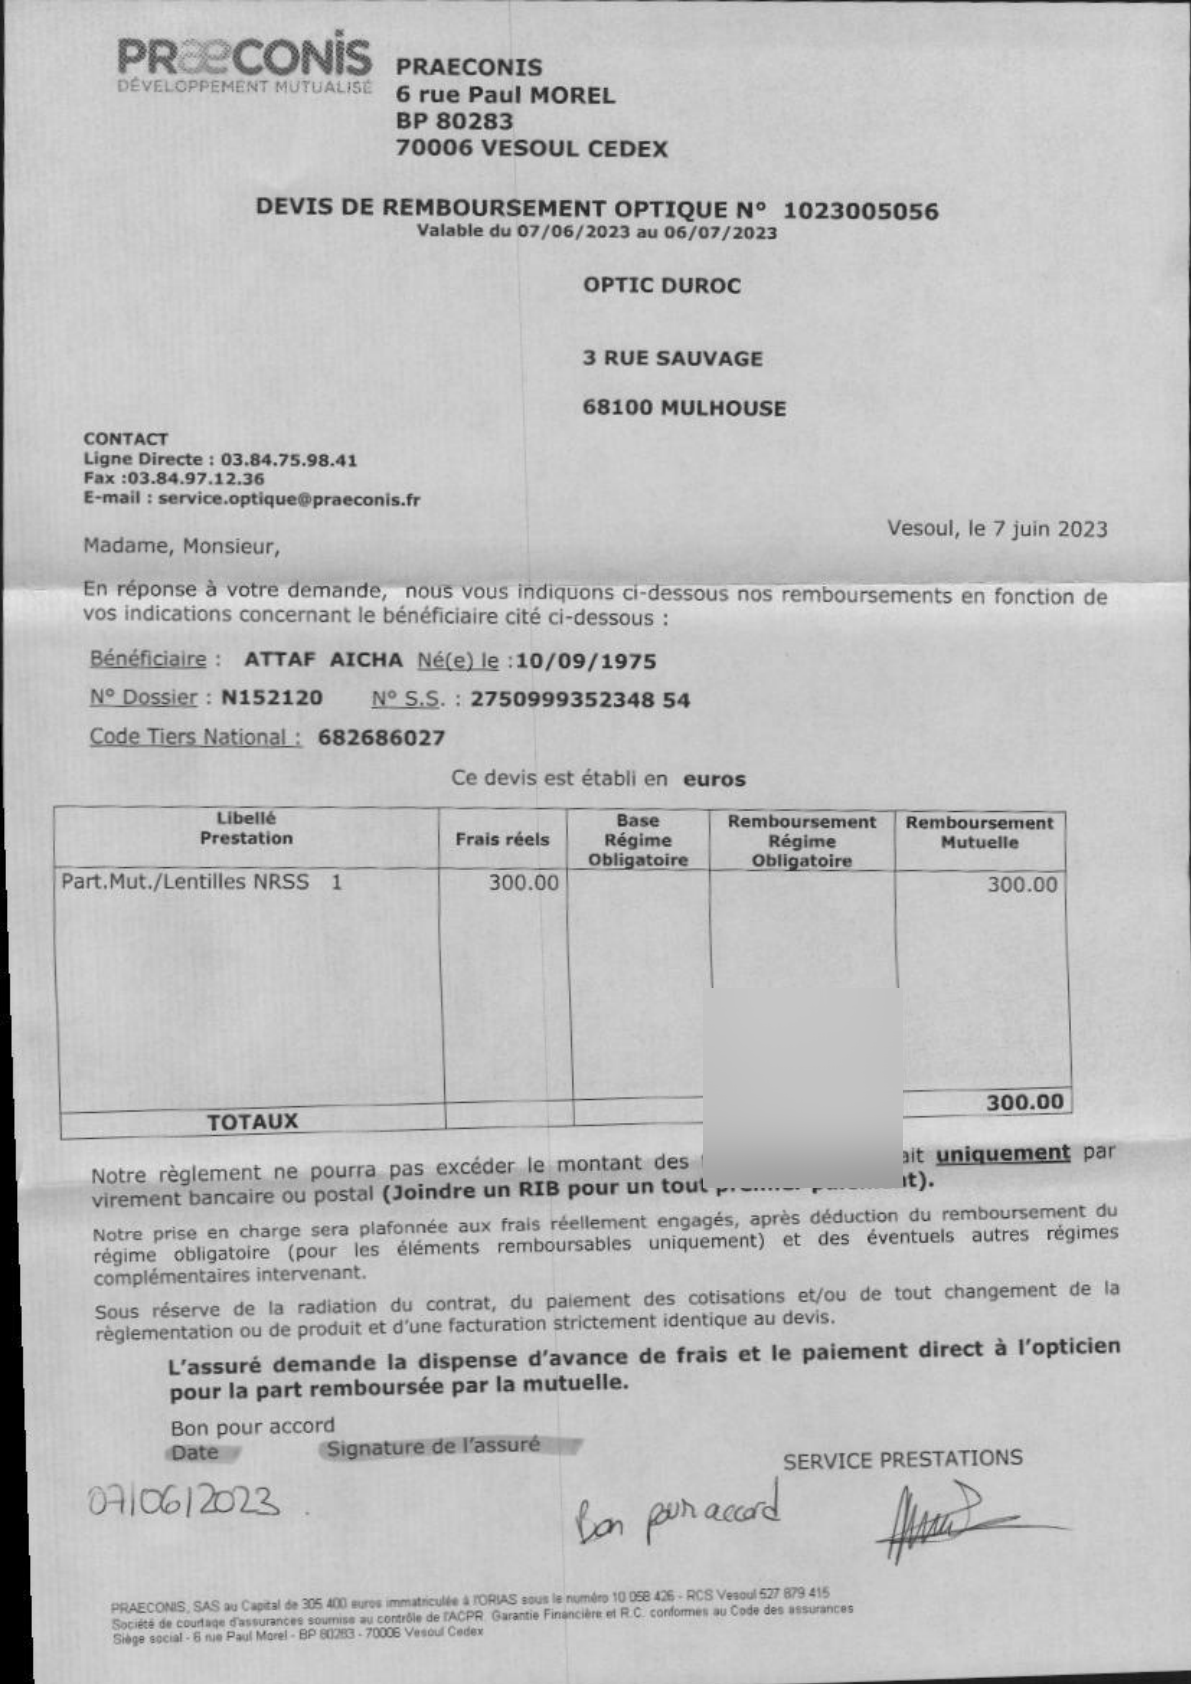 PRÆCONIS
DÉVELOPPEMENT MUTUALISÉ
PRAECONIS
6 rue Paul MOREL
BP 80283
70006 VESOUL CEDEX
DEVIS DE REMBOURSEMENT OPTIQUE N° 1023005056
Valable du 07/06/2023 au 06/07/2023
OPTIC DUROC
3 RUE SAUVAGE
68100 MULHOUSE
CONTACT
Ligne Directe : 03.84.75.98.41
Fax :03.84.97.12.36
E-mail : service.optique@praeconis.fr
Vesoul, le 7 juin 2023
Madame, Monsieur,
En réponse à votre demande, nous vous indiquons ci-dessous nos remboursements en fonction de
vos indications concernant le bénéficiaire cité ci-dessous :
Bénéficiaire : ATTAF AICHA Né(e) le :10/09/1975
N° Dossier : N152120 N° S.S. : 2750999352348 54
Code Tiers National : 682686027
Ce devis est établi en euros
Libellé Prestation Frais réels Base Régime Obligatoire Remboursement Régime Obligatoire Remboursement Mutuelle
Part.Mut./Lentilles NRSS 1 300.00 300.00
TOTAUX 300.00
Notre règlement ne pourra pas excéder le montant des uniquement par
virement bancaire ou postal (Joindre un RIB pour un tout
Notre prise en charge sera plafonnée aux frais réellement engagés, après déduction du remboursement du
régime obligatoire (pour les éléments remboursables uniquement) et des éventuels autres régimes
complémentaires intervenant.
Sous réserve de la radiation du contrat, du paiement des cotisations et/ou de tout changement de la
règlementation ou de produit et d'une facturation strictement identique au devis.
L'assuré demande la dispense d'avance de frais et le paiement direct à l'opticien
pour la part remboursée par la mutuelle.
Bon pour accord
Date Signature de l'assuré
SERVICE PRESTATIONS
07/06/2023
Bon pour accord
PRAECONIS, SAS au Capital de 305 400 euros immatriculée à l'ORIAS sous le numéro 10 058 426 - RCS Vesoul 527 879 415
Société de courtage d'assurances soumise au contrôle de l'ACPR Garantie Financière et R.C. conformes au Code des assurances
Siège social - 6 rue Paul Morel - BP 80283 - 70006 Vesoul Cedex